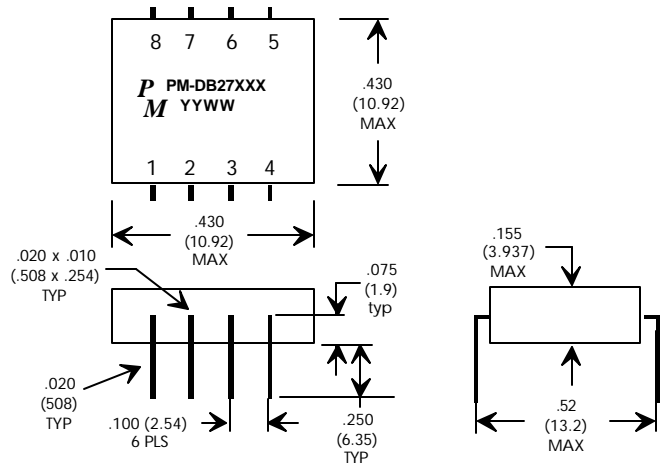 8 7 6 5
P PM-DB27XXX
M YYWW
1 2 3 4
.430
(10.92)
MAX
.430
(10.92)
MAX
.020 x .010
(.508 x .254)
TYP
.075
(1.9)
typ
.155
(3.937)
MAX
.020
(508)
TYP
.100 (2.54)
6 PLS
.250
(6.35)
TYP
.52
(13.2)
MAX